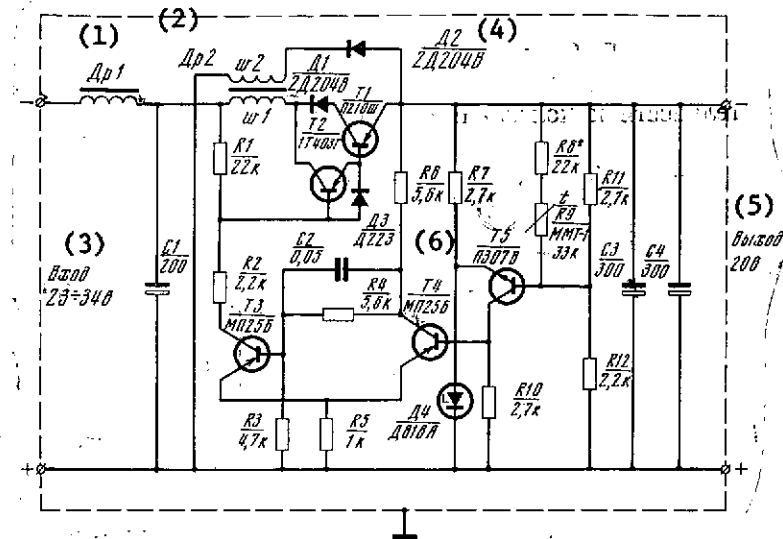 (1)
(2)
(4)
Др1
Др2
w2
w1
Д1
2Д204В
Д2
2Д204В
T1
П210Ш
T2
1Т403Г
R1
22к
Д3
Д223
R6
5,6к
R7
2,7к
R8*
22к
t
R9
ММТ-1
33к
R11
2,7к
(3)
Вход
23÷34в
C1
200
R2
2,2к
C2
0,05
(6)
T5
П307В
C3
300
C4
300
(5)
Выход
20в
T3
МП25Б
R4
5,6к
T4
МП25Б
R3
4,7к
R5
1к
Д4
Д818А
R10
2,7к
R12
2,2к
−
−
+
+